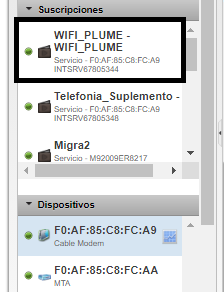 Suscripciones
WIFI_PLUME -
WIFI_PLUME
Servicio - F0:AF:85:C8:FC:A9
INTSRV67805344
Telefonia_Suplemento -
Servicio - F0:AF:85:C8:FC:A9
INTSRV67805348
Migra2
Servicio - M92009ER8217
Dispositivos
F0:AF:85:C8:FC:A9
Cable Modem
F0:AF:85:C8:FC:AA
MTA